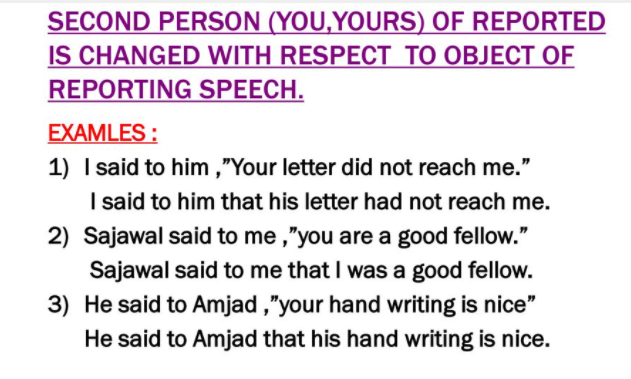 SECOND PERSON (YOU,YOURS) OF REPORTED
IS CHANGED WITH RESPECT TO OBJECT OF
REPORTING SPEECH.
EXAMLES :
1) I said to him ,”Your letter did not reach me.”
I said to him that his letter had not reach me.
2) Sajawal said to me ,”you are a good fellow.”
Sajawal said to me that I was a good fellow.
3) He said to Amjad ,”your hand writing is nice”
He said to Amjad that his hand writing is nice.